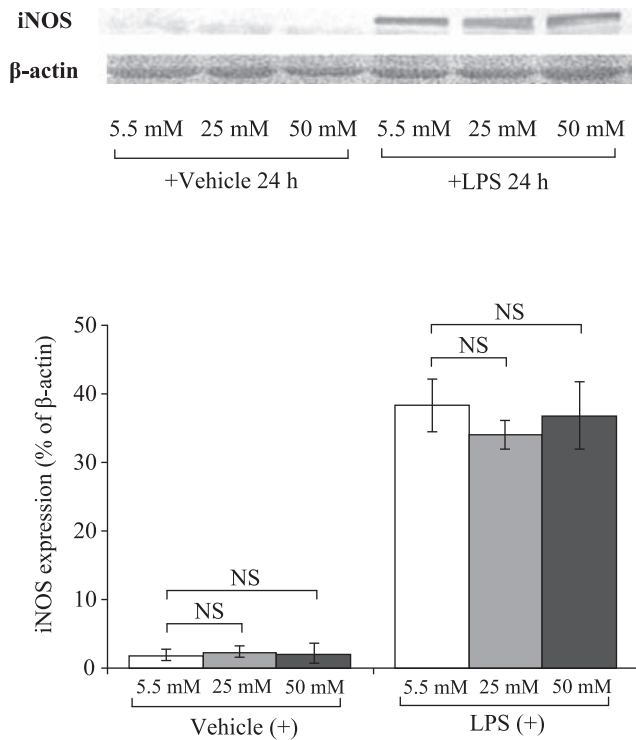 iNOS
β-actin
5.5 mM 25 mM 50 mM 5.5 mM 25 mM 50 mM
+Vehicle 24 h +LPS 24 h
iNOS expression (% of β-actin)
50
40
30
20
10
0
NS
NS
NS
NS
5.5 mM 25 mM 50 mM 5.5 mM 25 mM 50 mM
Vehicle (+) LPS (+)